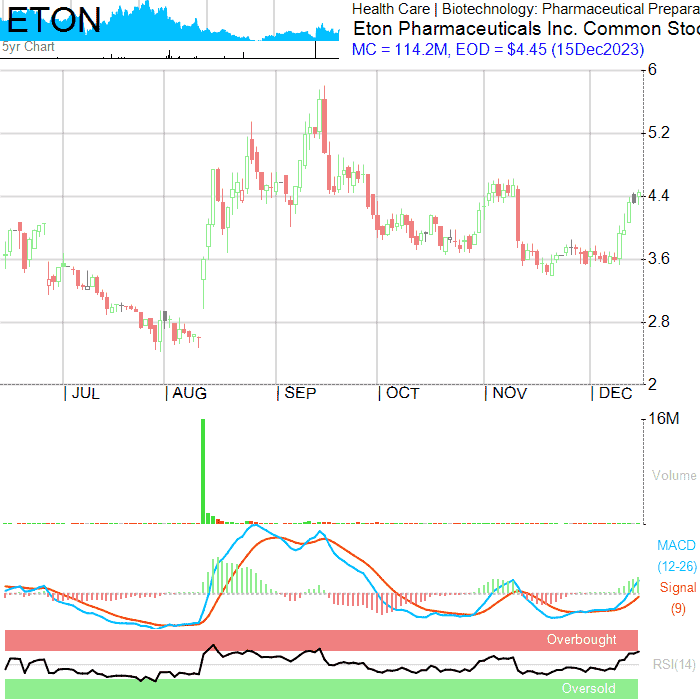 ETON
5yr Chart
Health Care | Biotechnology: Pharmaceutical Prepara
Eton Pharmaceuticals Inc. Common Stoc
MC = 114.2M, EOD = $4.45 (15Dec2023)
6
5.2
4.4
3.6
2.8
2
| JUL | AUG | SEP | OCT | NOV | DEC
16M
Volume
MACD
(12-26)
Signal
(9)
Overbought
RSI(14)
Oversold